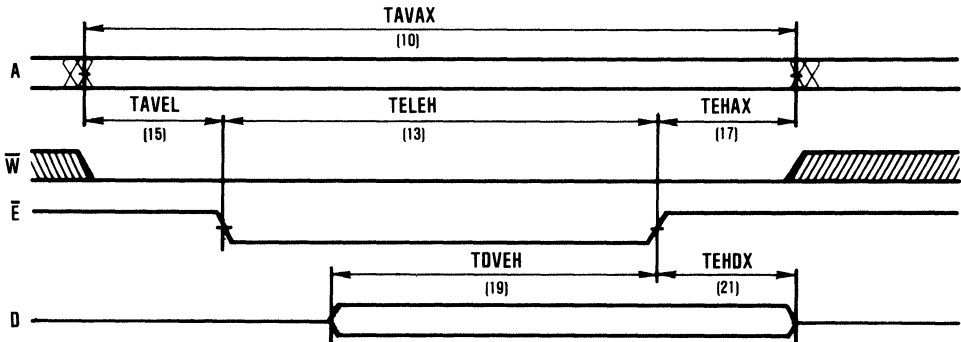 TAVAX
(10)
A
TAVEL TELEH TEHAX
(15) (13) (17)
W
E
TDVEH TEHDX
(19) (21)
D